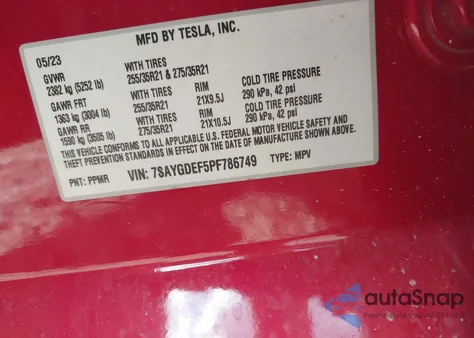 MFD BY TESLA, INC.
05/23
GVWR WITH TIRES COLD TIRE PRESSURE
2382 kg (5252 lb) 255/35R21 & 275/35R21
GAWR FRT WITH TIRES RIM COLD TIRE PRESSURE
1363 kg (3004 lb) 255/35R21 21X9.5J 290 kPa, 42 psi
GAWR RR WITH TIRES RIM COLD TIRE PRESSURE
1590 kg (3505 lb) 275/35R21 21X10.5J 290 kPa, 42 psi
THIS VEHICLE CONFORMS TO ALL APPLICABLE U.S. FEDERAL MOTOR VEHICLE SAFETY AND
THEFT PREVENTION STANDARDS IN EFFECT ON THE DATE OF MANUFACTURE SHOWN ABOVE.
PNT: PPMR VIN: 7SAYGDEF5PF786749 TYPE: MPV
autaSnap